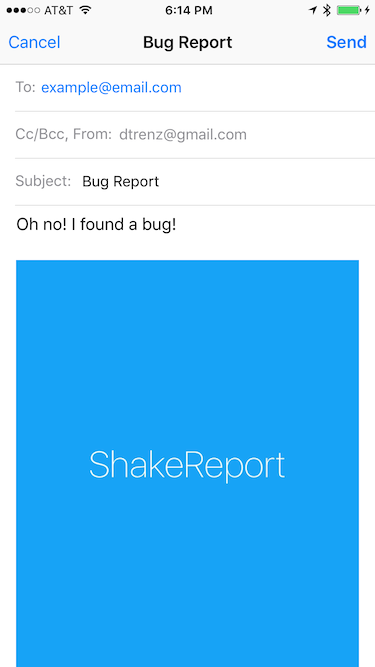 AT&T 6:14 PM
Cancel Bug Report Send
To: example@email.com
Cc/Bcc, From: dtrenz@gmail.com
Subject: Bug Report
Oh no! I found a bug!
ShakeReport